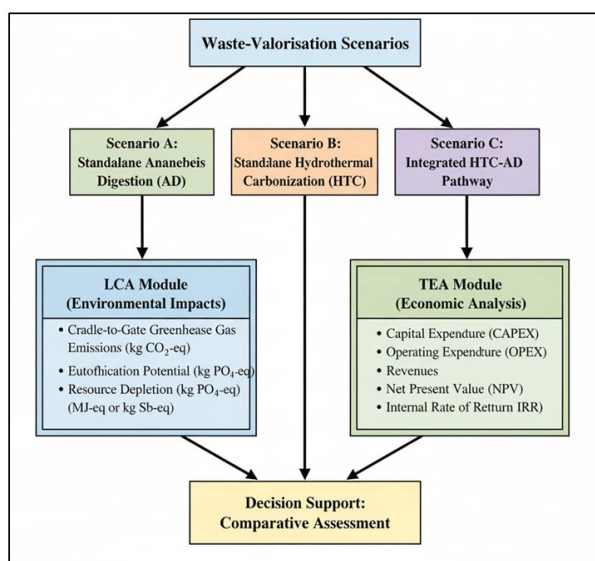 Waste-Valorisation Scenarios
Scenario A:
Standalane Ananebeis
Digestion (AD)
Scenario B:
Standalane Hydrothermal
Carbonization (HTC)
Scenario C:
Integrated HTC-AD
Pathway
LCA Module
(Environmental Impacts)
• Cradle-to-Gate Greenhease Gas
Emissions (kg CO₂-eq)
• Eutofhication Potential (kg PO₄-eq)
• Resource Depletion (kg PO₄-eq)
(MJ-eq or kg Sb-eq)
TEA Module
(Economic Analysis)
• Capital Expendure (CAPEX)
• Operating Expendure (OPEX)
• Revenues
• Net Present Value (NPV)
• Internal Rate of Retturn IRR)
Decision Support:
Comparative Assessment